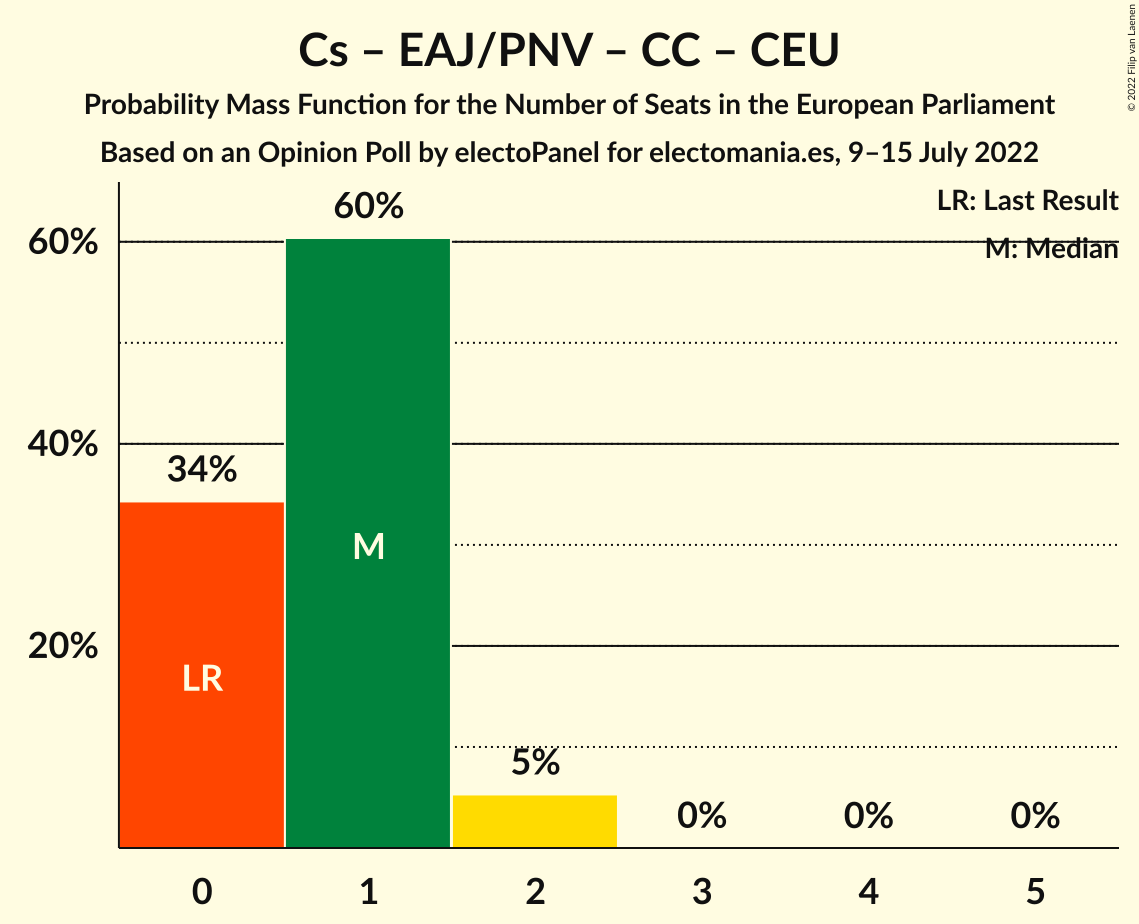 Cs – EAJ/PNV – CC – CEU
Probability Mass Function for the Number of Seats in the European Parliament
Based on an Opinion Poll by electoPanel for electomania.es, 9–15 July 2022
© 2022 Filip van Laenen
LR: Last Result
M: Median
60%
40%
20%
34%
60%
5%
0%
0%
0%
LR
M
0
1
2
3
4
5